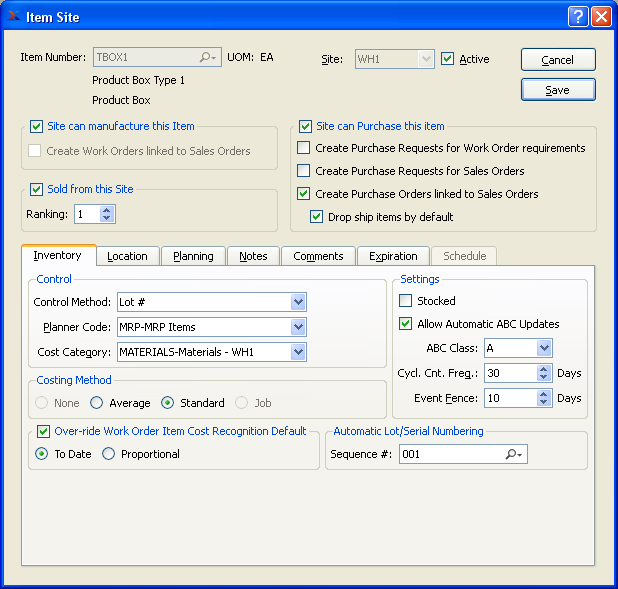 Item Site
Item Number: TBOX1 UOM: EA Site: WH1 Active Cancel
Product Box Type 1
Product Box Save
Site can manufacture this Item Site can Purchase this item
Create Work Orders linked to Sales Orders Create Purchase Requests for Work Order requirements
Create Purchase Requests for Sales Orders
Sold from this Site Create Purchase Orders linked to Sales Orders
Ranking: 1 Drop ship items by default
Inventory Location Planning Notes Comments Expiration Schedule
Control Settings
Control Method: Lot # Stocked
Planner Code: MRP-MRP Items Allow Automatic ABC Updates
Cost Category: MATERIALS-Materials - WH1 ABC Class: A
Cycl. Cnt. Freq.: 30 Days
Costing Method
None Average Standard Job Event Fence: 10 Days
Over-ride Work Order Item Cost Recognition Default Automatic Lot/Serial Numbering
To Date Proportional Sequence #: 001